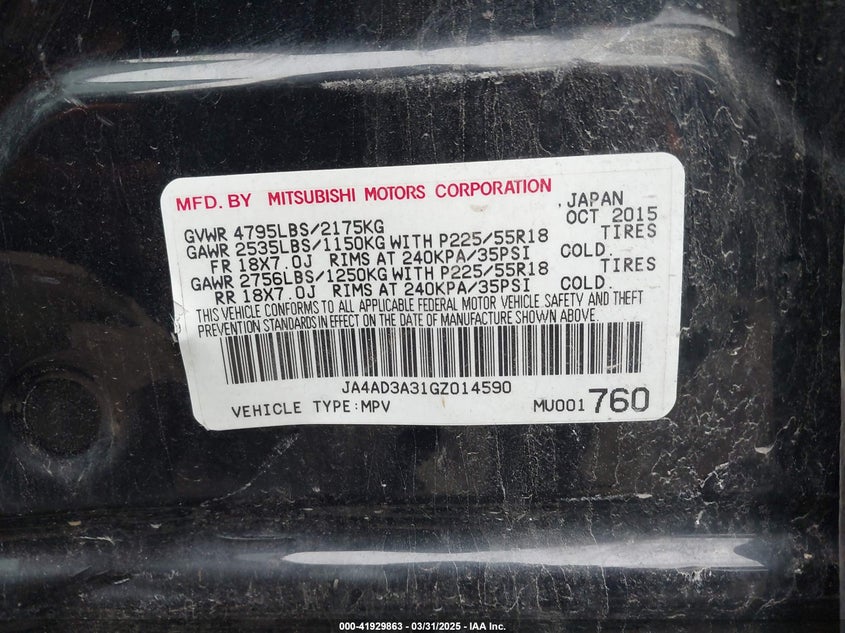 MFD. BY MITSUBISHI MOTORS CORPORATION JAPAN
OCT 2015
GVWR 4795LBS/2175KG
GAWR 2535LBS/1150KG WITH P225/55R18 TIRES
FR 18X7.0J RIMS AT 240KPA/35PSI COLD.
GAWR 2756LBS/1250KG WITH P225/55R18 TIRES
RR 18X7.0J RIMS AT 240KPA/35PSI COLD.
THIS VEHICLE CONFORMS TO ALL APPLICABLE FEDERAL MOTOR VEHICLE SAFETY AND THEFT
PREVENTION STANDARDS IN EFFECT ON THE DATE OF MANUFACTURE SHOWN ABOVE.
JA4AD3A31GZ014590
VEHICLE TYPE:MPV MU001 760
000-41929863 - 03/31/2025 - IAA Inc.